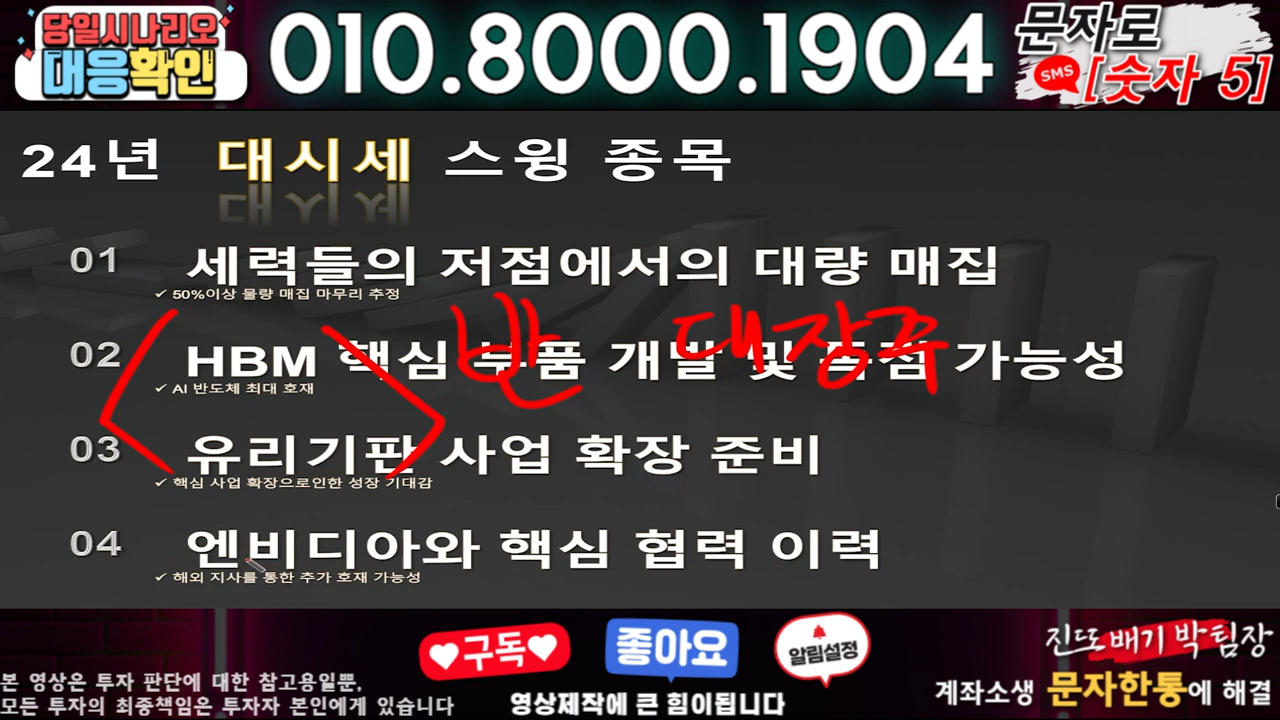 당일시나리오
대응확인
010.8000.1904
문자로
SMS [숫자 5]
24년 대시세 스윙 종목
01 세력들의 저점에서의 대량 매집
✓ 50%이상 물량 매집 마무리 추정
반 대장주
02 HBM 핵심 부품 개발 및 독점 가능성
✓ AI 반도체 최대 호재
03 유리기판 사업 확장 준비
✓ 핵심 사업 확장으로인한 성장 기대감
04 엔비디아와 핵심 협력 이력
✓ 해외 지사를 통한 추가 호재 가능성
구독
좋아요
알림설정
영상제작에 큰 힘이됩니다
본 영상은 투자 판단에 대한 참고용일뿐,
모든 투자의 최종책임은 투자자 본인에게 있습니다
진또배기 박팀장
계좌소생 문자한통에 해결